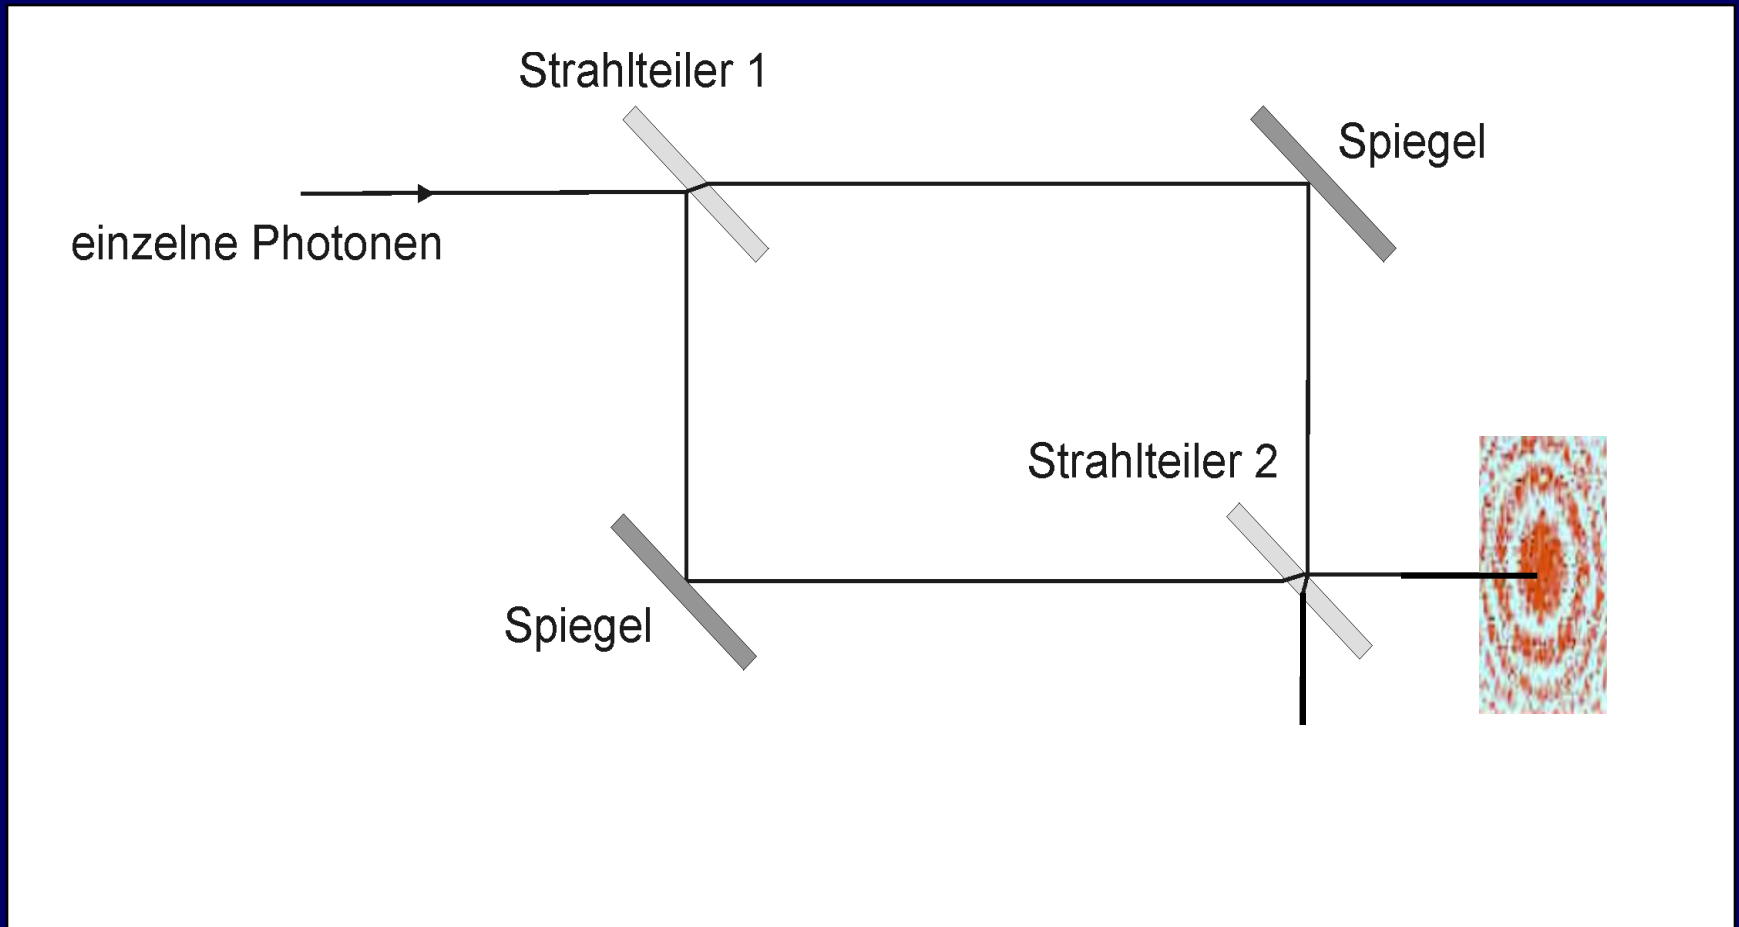 Strahlteiler 1
Spiegel
einzelne Photonen
Strahlteiler 2
Spiegel